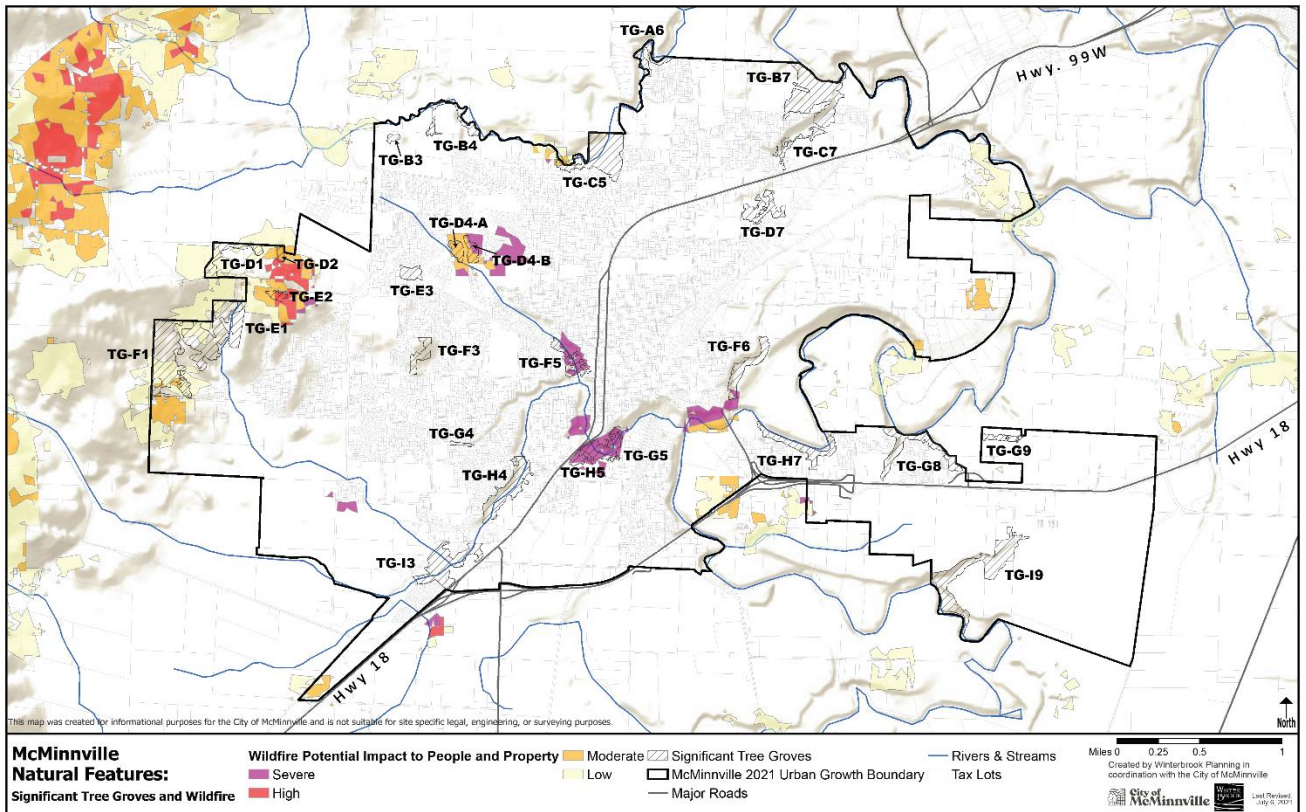 TG-A6
Hwy. 99W
TG-B7
TG-B4
TG-B3
TG-C7
TG-C5
TG-D7
TG-D4-A
TG-D4-B
TG-D1
TG-D2
TG-E3
TG-E2
TG-E1
TG-F1
TG-F3
TG-F5
TG-F6
Hwy 18
TG-G4
TG-G9
TG-G5
TG-H5
TG-H7
TG-G8
TG-H4
TG-I3
TG-I9
Hwy 18
This map was created for informational purposes for the City of McMinnville and is not suitable for site specific legal, engineering, or surveying purposes.
North
McMinnville
Natural Features:
Significant Tree Groves and Wildfire
Wildfire Potential Impact to People and Property
Severe
High
Moderate
Low
Significant Tree Groves
McMinnville 2021 Urban Growth Boundary
Major Roads
Rivers & Streams
Tax Lots
Miles 0 0.25 0.5 1
Created by Winterbrook Planning in
coordination with the City of McMinnville
City of
McMinnville
WINTER
BROOK
Last Revised:
July 6, 2021